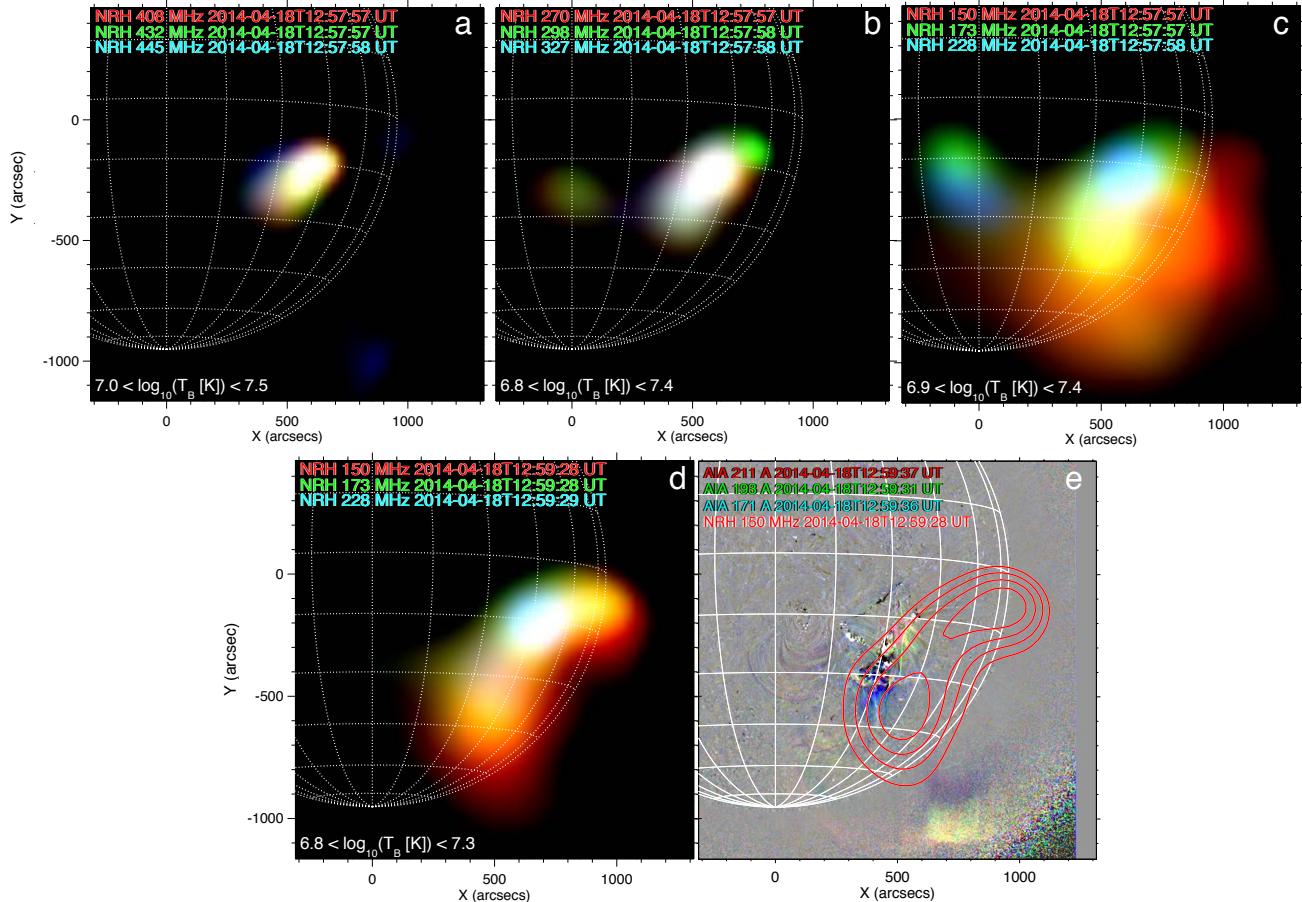 NRH 408 MHz 2014-04-18T12:57:57 UT
NRH 432 MHz 2014-04-18T12:57:57 UT
NRH 445 MHz 2014-04-18T12:57:58 UT
a
0
-500
-1000
Y (arcsec)
7.0 < log10(TB [K]) < 7.5
0 500 1000
X (arcsecs)
NRH 270 MHz 2014-04-18T12:57:57 UT
NRH 298 MHz 2014-04-18T12:57:58 UT
NRH 327 MHz 2014-04-18T12:57:58 UT
b
6.8 < log10(TB [K]) < 7.4
0 500 1000
X (arcsecs)
NRH 150 MHz 2014-04-18T12:57:57 UT
NRH 173 MHz 2014-04-18T12:57:57 UT
NRH 228 MHz 2014-04-18T12:57:58 UT
c
6.9 < log10(TB [K]) < 7.4
0 500 1000
X (arcsecs)
NRH 150 MHz 2014-04-18T12:59:28 UT
NRH 173 MHz 2014-04-18T12:59:28 UT
NRH 228 MHz 2014-04-18T12:59:29 UT
d
0
-500
-1000
Y (arcsec)
6.8 < log10(TB [K]) < 7.3
0 500 1000
X (arcsecs)
AIA 211 A 2014-04-18T12:59:37 UT
AIA 193 A 2014-04-18T12:59:31 UT
AIA 171 A 2014-04-18T12:59:36 UT
NRH 150 MHz 2014-04-18T12:59:28 UT
e
0 500 1000
X (arcsecs)